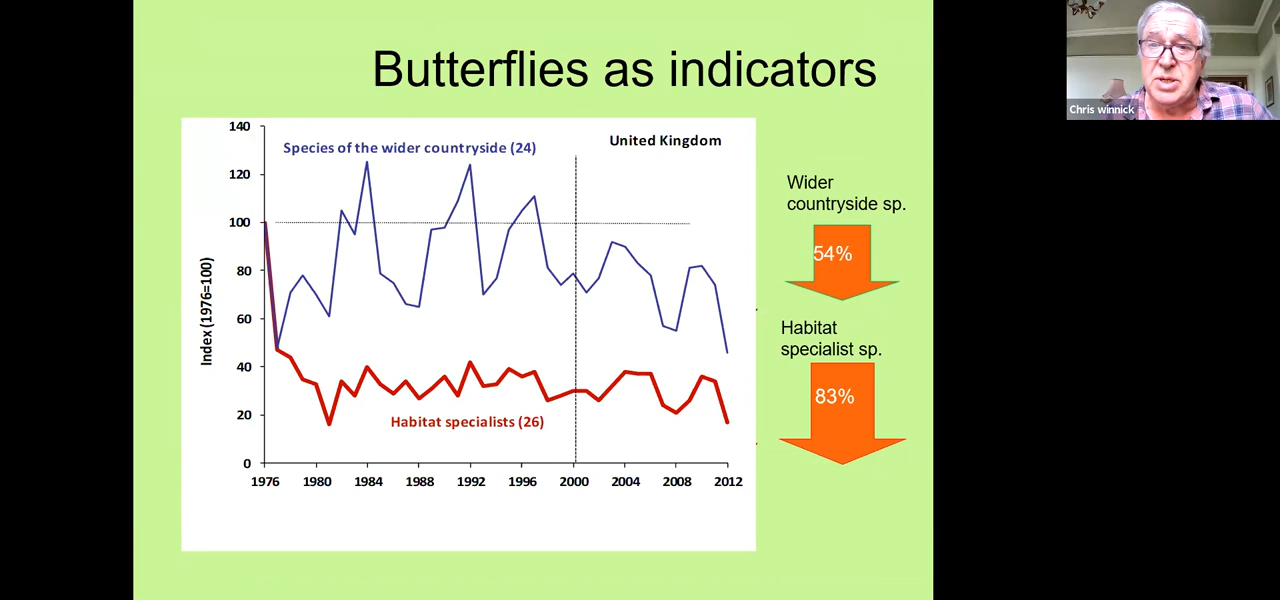 Butterflies as indicators
Chris winnick
140
120
100
80
60
40
20
0
Index (1976=100)
Species of the wider countryside (24)
United Kingdom
Habitat specialists (26)
1976 1980 1984 1988 1992 1996 2000 2004 2008 2012
Wider
countryside sp.
54%
Habitat
specialist sp.
83%